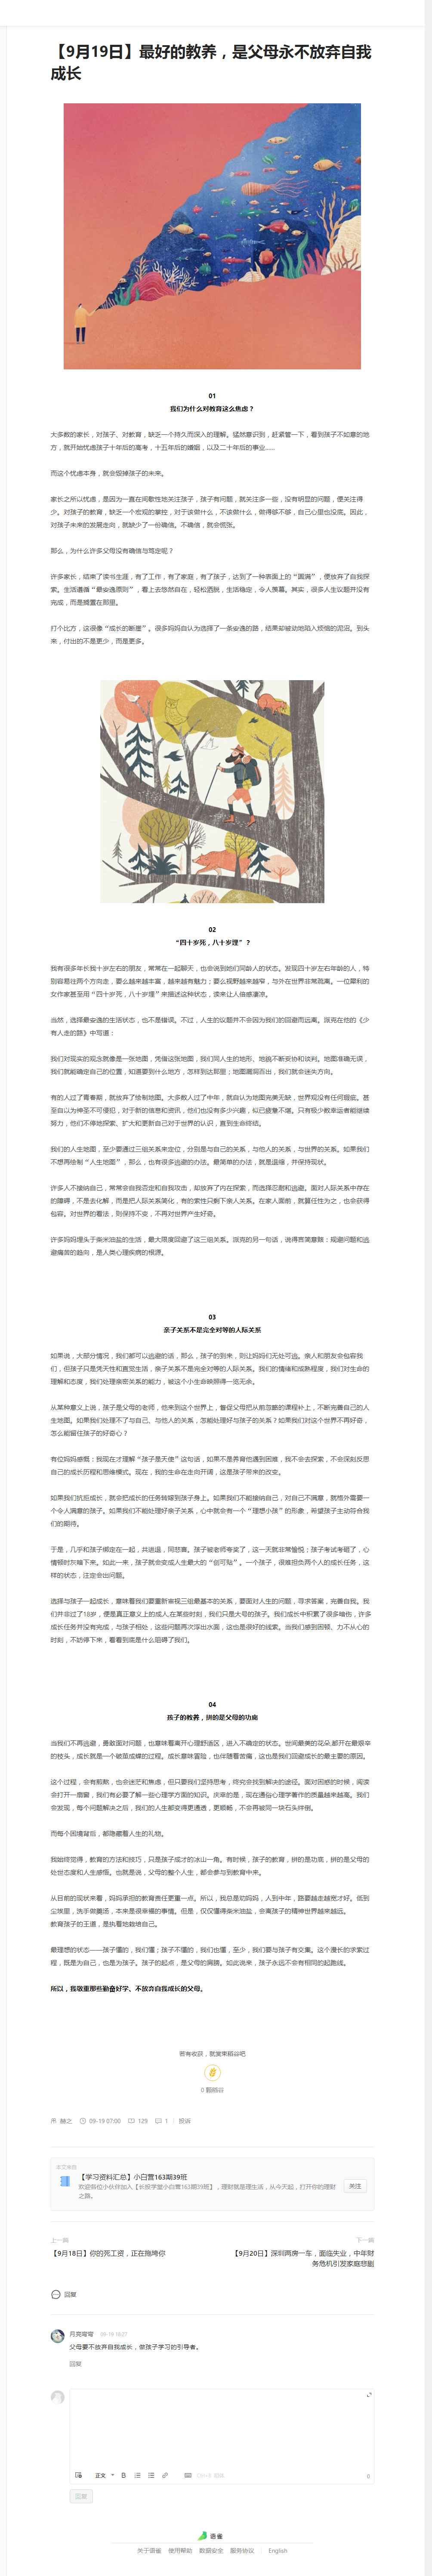 【9月19日】最好的教养，是父母永不放弃自我
成长
01
我们为什么对教育这么焦虑？
大多数的家长，对孩子、对教育，缺乏一个持久而深入的理解。猛然意识到，赶紧管一下，看到孩子不如意的地
方，就开始忧虑孩子十年后的高考，十五年后的婚姻，以及二十年后的事业……
而这个忧虑本身，就会毁掉孩子的未来。
家长之所以忧虑，是因为一直在间歇性地关注孩子，孩子有问题，就关注多一些，没有明显的问题，便关注得
少。对孩子的教育，缺乏一个宏观的掌控，对于该做什么，不该做什么，做得够不够，自己心里也没底。因此，
对孩子未来的发展走向，就缺少了一份确信。不确信，就会慌张。
那么，为什么许多父母没有确信与笃定呢？
许多家长，结束了读书生涯，有了工作，有了家庭，有了孩子，达到了一种表面上的“圆满”，便放弃了自我探
索。生活遵循“最安逸原则”，看上去悠然自在，轻松洒脱，生活稳定，令人羡慕。其实，很多人生议题并没有
完成，而是搁置在那里。
打个比方，这很像“成长的断崖”。很多妈妈自认为选择了一条安逸的路，结果却被动地陷入烦恼的泥沼。到头
来，付出的不是更少，而是更多。
02
“四十岁死，八十岁埋”？
我有很多年长我十岁左右的朋友，常常在一起聊天，也会说到她们同龄人的状态。发现四十岁左右年龄的人，特
别容易往两个方向走，要么越来越丰富，越来越有魅力；要么视野越来越窄，与外在世界非常疏离。一位犀利的
女作家甚至用“四十岁死，八十岁埋”来描述这种状态，读来让人倍感凄凉。
当然，选择最安逸的生活状态，也不是错误。不过，人生的议题并不会因为我们的回避而远离。派克在他的《少
有人走的路》中写道：
我们对现实的观念就像是一张地图，凭借这张地图，我们同人生的地形、地貌不断妥协和谈判。地图准确无误，
我们就能确定自己的位置，知道要到什么地方，怎样到达那里；地图漏洞百出，我们就会迷失方向。
有的人过了青春期，就放弃了绘制地图。大多数人过了中年，就自认为地图完美无缺，世界观没有任何瑕疵。甚
至自以为神圣不可侵犯，对于新的信息和资讯，他们也没有多少兴趣，似已疲惫不堪。只有极少数幸运者能继续
努力，他们不停地探索、扩大和更新自己对于世界的认识，直到生命终结。
我们的人生地图，至少要通过三组关系来定位，分别是与自己的关系，与他人的关系，与世界的关系。如果我们
不想再绘制“人生地图”，那么，也有很多逃避的办法。最简单的办法，就是退缩，并保持现状。
许多人不接纳自己，常常会自我否定和自我攻击，却放弃了内在探索，而选择忍耐和逃避。面对人际关系中存在
的障碍，不是去化解，而是把人际关系简化，有的索性只剩下亲人关系。在家人面前，就算任性为之，也会获得
包容。对世界的看法，则保持不变，不再对世界产生好奇。
许多妈妈埋头于柴米油盐的生活，最大限度回避了这三组关系。派克的另一句话，说得言简意赅：规避问题和逃
避痛苦的趋向，是人类心理疾病的根源。
03
亲子关系不是完全对等的人际关系
如果说，大部分情况，我们都可以逃避的话，那么，孩子的到来，则让妈妈们无处可逃。亲人和朋友会包容我
们，但孩子只是凭天性和直觉生活，亲子关系不是完全对等的人际关系。我们的情绪和成熟程度，我们对生命的
理解和态度，我们处理亲密关系的能力，被这个小生命映照得一览无余。
从某种意义上说，孩子是父母的老师，他来到这个世界上，督促父母把从前忽略的课程补上，不断完善自己的人
生地图。如果我们处理不了与自己、与他人的关系，怎能处理好与孩子的关系？如果我们对这个世界不再好奇，
怎么能留住孩子的好奇心？
有位妈妈感慨：我现在才理解“孩子是天使”这句话，如果不是养育他遇到困难，我不会去探索，不会深刻反思
自己的成长历程和思维模式。现在，我的生命在走向开阔，这是孩子带来的改变。
如果我们抗拒成长，就会把成长的任务转嫁到孩子身上。如果我们不能接纳自己，对自己不满意，就格外需要一
个令人满意的孩子。如果我们不能处理好亲子关系，心中就会有一个“理想小孩”的形象，希望孩子主动符合我
们的期待。
于是，几乎和孩子绑定在一起，共进退，同悲喜。孩子被老师夸奖了，这一天就非常愉悦；孩子考试考砸了，心
情顿时灰暗下来。如此一来，孩子就会变成人生最大的“创可贴”。一个孩子，很难担负两个人的成长任务，这
样的状态，注定会出问题。
选择与孩子一起成长，意味着我们要重新审视三组最基本的关系，要面对人生的问题，寻求答案，完善自我。我
们并非过了18岁，便是真正意义上的成人,在某些时刻，我们只是大号的孩子。我们成长中积累了很多暗伤，许多
成长任务并没有完成，与孩子相处，这些问题再次浮出水面，这也是很好的线索。当我们感到困顿、力不从心的
时刻，不妨停下来，看看到底是什么阻碍了我们。
04
孩子的教养，拼的是父母的功底
当我们不再逃避，勇敢面对问题，也意味着离开心理舒适区，进入不确定的状态。世间最美的花朵,都开在最艰辛
的枝头，成长就是一个破茧成蝶的过程。成长意味冒险，也伴随着苦痛，这也是我们回避成长的最主要的原因。
这个过程，会有煎熬，也会迷茫和焦虑，但只要我们坚持思考，终究会找到解决的途径。面对困惑的时候，阅读
会打开一扇窗，我们有必要了解一些心理学方面的知识。庆幸的是，现在通俗心理学著作的质量越来越高。我们
会发现，每个问题解决之后，我们的人生都变得更通透，更顺畅，不会再被同一块石头绊倒。
而每个困境背后，都隐藏着人生的礼物。
我始终觉得，教育的方法和技巧，只是孩子成才的冰山一角。有时候，孩子的教育，拼的是功底，拼的是父母的
处世态度和人生感悟。也就是说，父母的整个人生，都会参与到教育中来。
从目前的现状来看，妈妈承担的教育责任更重一点。所以，我总是劝妈妈，人到中年，路要越走越宽才好。低到
尘埃里，洗手做羹汤，本来是很幸福的事情。但是，仅仅懂得柴米油盐，会离孩子的精神世界越来越远。
教育孩子的王道，是执着地栽培自己。
最理想的状态——孩子懂的，我们懂；孩子不懂的，我们也懂，至少，我们要与孩子有交集。这个漫长的求索过
程，既是为自己，也是为孩子。孩子的起点，是父母的肩膀。如此说来，孩子永远不会有相同的起跑线。
所以，我敬重那些勤奋好学、不放弃自我成长的父母。
若有收获，就赏束稻谷吧
0 颗稻谷
赫之 09-19 07:00 129 1 投诉
【学习资料汇总】小白营163期39班
欢迎各位小伙伴加入【长投学堂小白营163期39班】，理财就是理生活，从今天起，打开你的理财
之路。
关注
上一篇 下一篇
【9月18日】你的死工资，正在拖垮你
【9月20日】深圳两房一车，面临失业，中年财
务危机引发家庭悲剧
回复
丹亮弯弯 09-19 18:27
父母要不放弃自我成长，做孩子学习的引导者。
回复
正文 B Ctrl+S 回复 0
回复
语雀
关于语雀 使用帮助 数据安全 服务协议 English